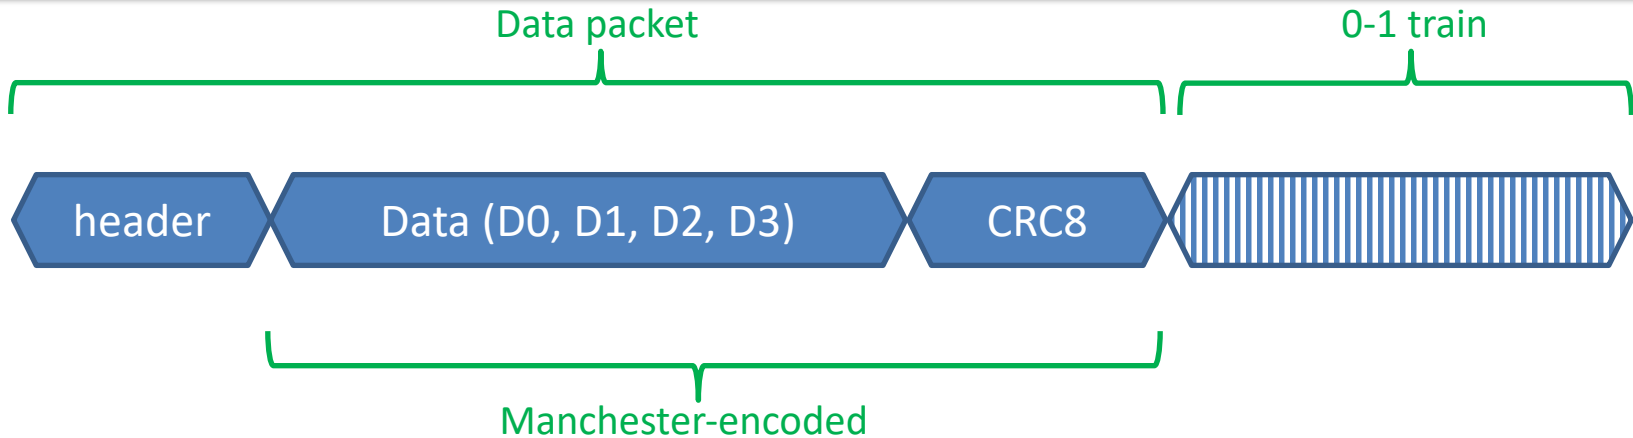 Data packet
0-1 train
header
Data (D0, D1, D2, D3)
CRC8
Manchester-encoded